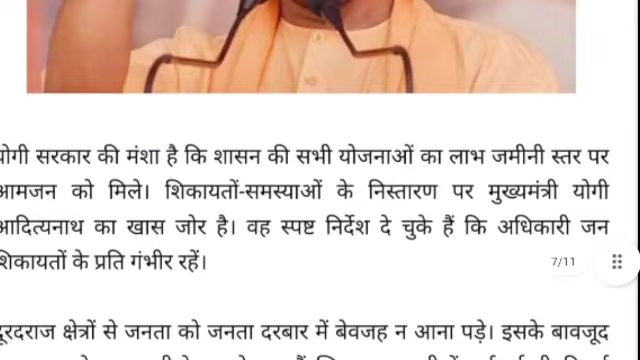 योगी सरकार की मंशा है कि शासन की सभी योजनाओं का लाभ जमीनी स्तर पर
आमजन को मिले। शिकायतों-समस्याओं के निस्तारण पर मुख्यमंत्री योगी
आदित्यनाथ का खास जोर है। वह स्पष्ट निर्देश दे चुके हैं कि अधिकारी जन
शिकायतों के प्रति गंभीर रहें।
7/11
दूरदराज क्षेत्रों से जनता को जनता दरबार में बेवजह न आना पड़े। इसके बावजूद